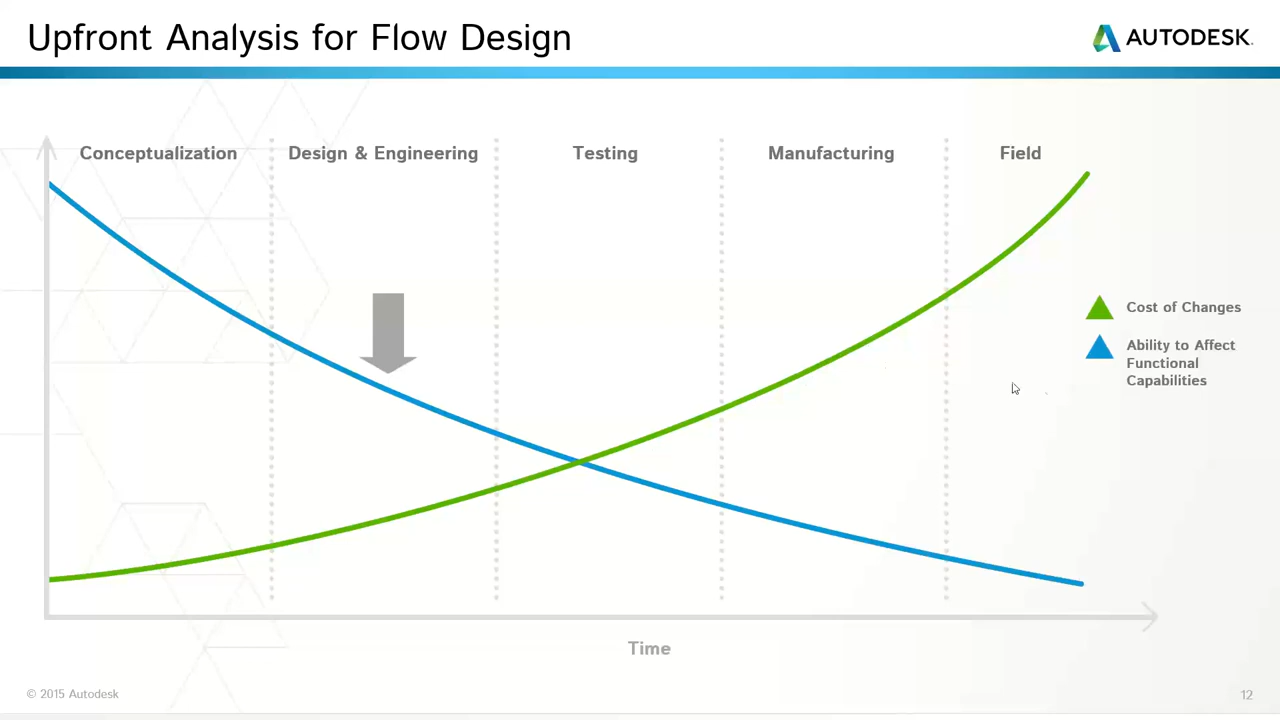 Upfront Analysis for Flow Design
AUTODESK.
Conceptualization
Design & Engineering
Testing
Manufacturing
Field
Cost of Changes
Ability to Affect
Functional
Capabilities
Time
© 2015 Autodesk
12